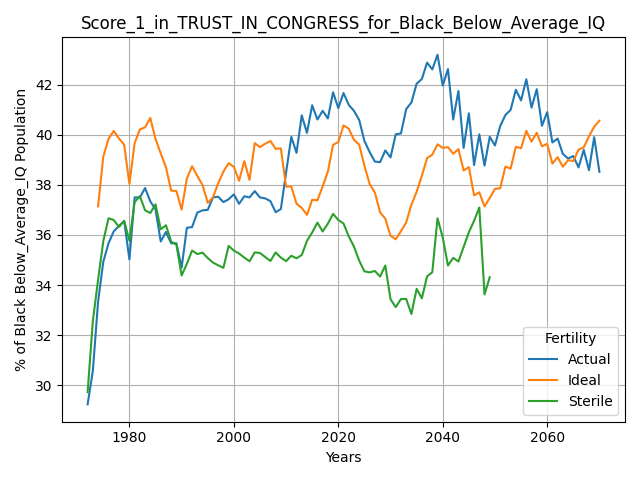 Score_1_in_TRUST_IN_CONGRESS_for_Black_Below_Average_IQ
% of Black Below_Average_IQ Population
42
40
38
36
34
32
30
1980
2000
2020
2040
2060
Years
Fertility
Actual
Ideal
Sterile